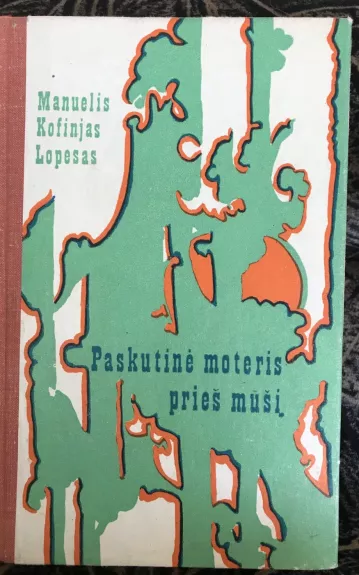 Manuelis
Kofinjas
Lopesas
Paskutinė moteris
prieš mūšį